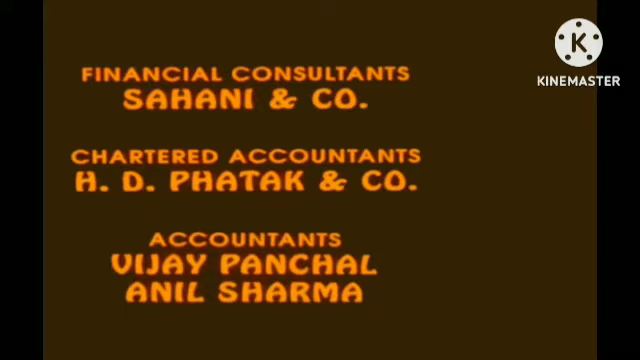 FINANCIAL CONSULTANTS
SAHANI & CO.
CHARTERED ACCOUNTANTS
H. D. PHATAK & CO.
ACCOUNTANTS
VIJAY PANCHAL
ANIL SHARMA
K
KINEMASTER